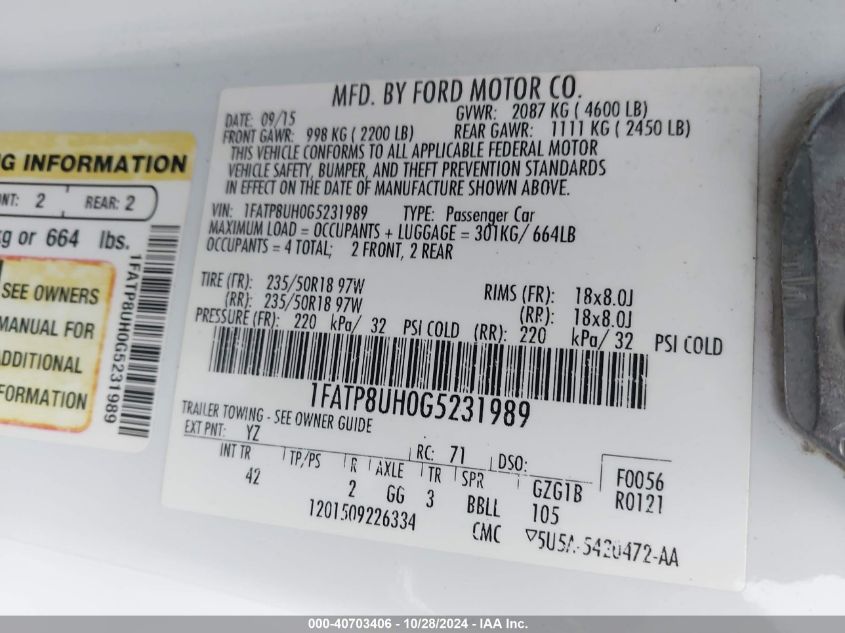 MFD. BY FORD MOTOR CO.
DATE: 09/15 GVWR: 2087 KG ( 4600 LB)
FRONT GAWR: 998 KG ( 2200 LB) REAR GAWR: 1111 KG ( 2450 LB)
THIS VEHICLE CONFORMS TO ALL APPLICABLE FEDERAL MOTOR
VEHICLE SAFETY, BUMPER, AND THEFT PREVENTION STANDARDS
IN EFFECT ON THE DATE OF MANUFACTURE SHOWN ABOVE.
VIN: 1FATP8UH0G5231989 TYPE: Passenger Car
MAXIMUM LOAD = OCCUPANTS + LUGGAGE = 301KG/ 664LB
OCCUPANTS = 4 TOTAL; 2 FRONT, 2 REAR
TIRE (FR): 235/50R18 97W RIMS (FR): 18x8.0J
(RR): 235/50R18 97W (RR): 18x8.0J
PRESSURE (FR): 220 kPa/ 32 PSI COLD (RR): 220 kPa/ 32 PSI COLD
1FATP8UH0G5231989
TRAILER TOWING - SEE OWNER GUIDE
EXT PNT: YZ RC: 71 DSO:
INT TR TP/PS R AXLE TR SPR GZG1B F0056
42 2 GG 3 BBLL 105 R0121
1201509226334 CMC ▽5U5A-5420472-AA
NG INFORMATION
NT: 2 REAR: 2
kg or 664 lbs.
SEE OWNERS
MANUAL FOR
ADDITIONAL
FORMATION
1FATP8UH0G5231989
000-40703406 - 10/28/2024 - IAA Inc.